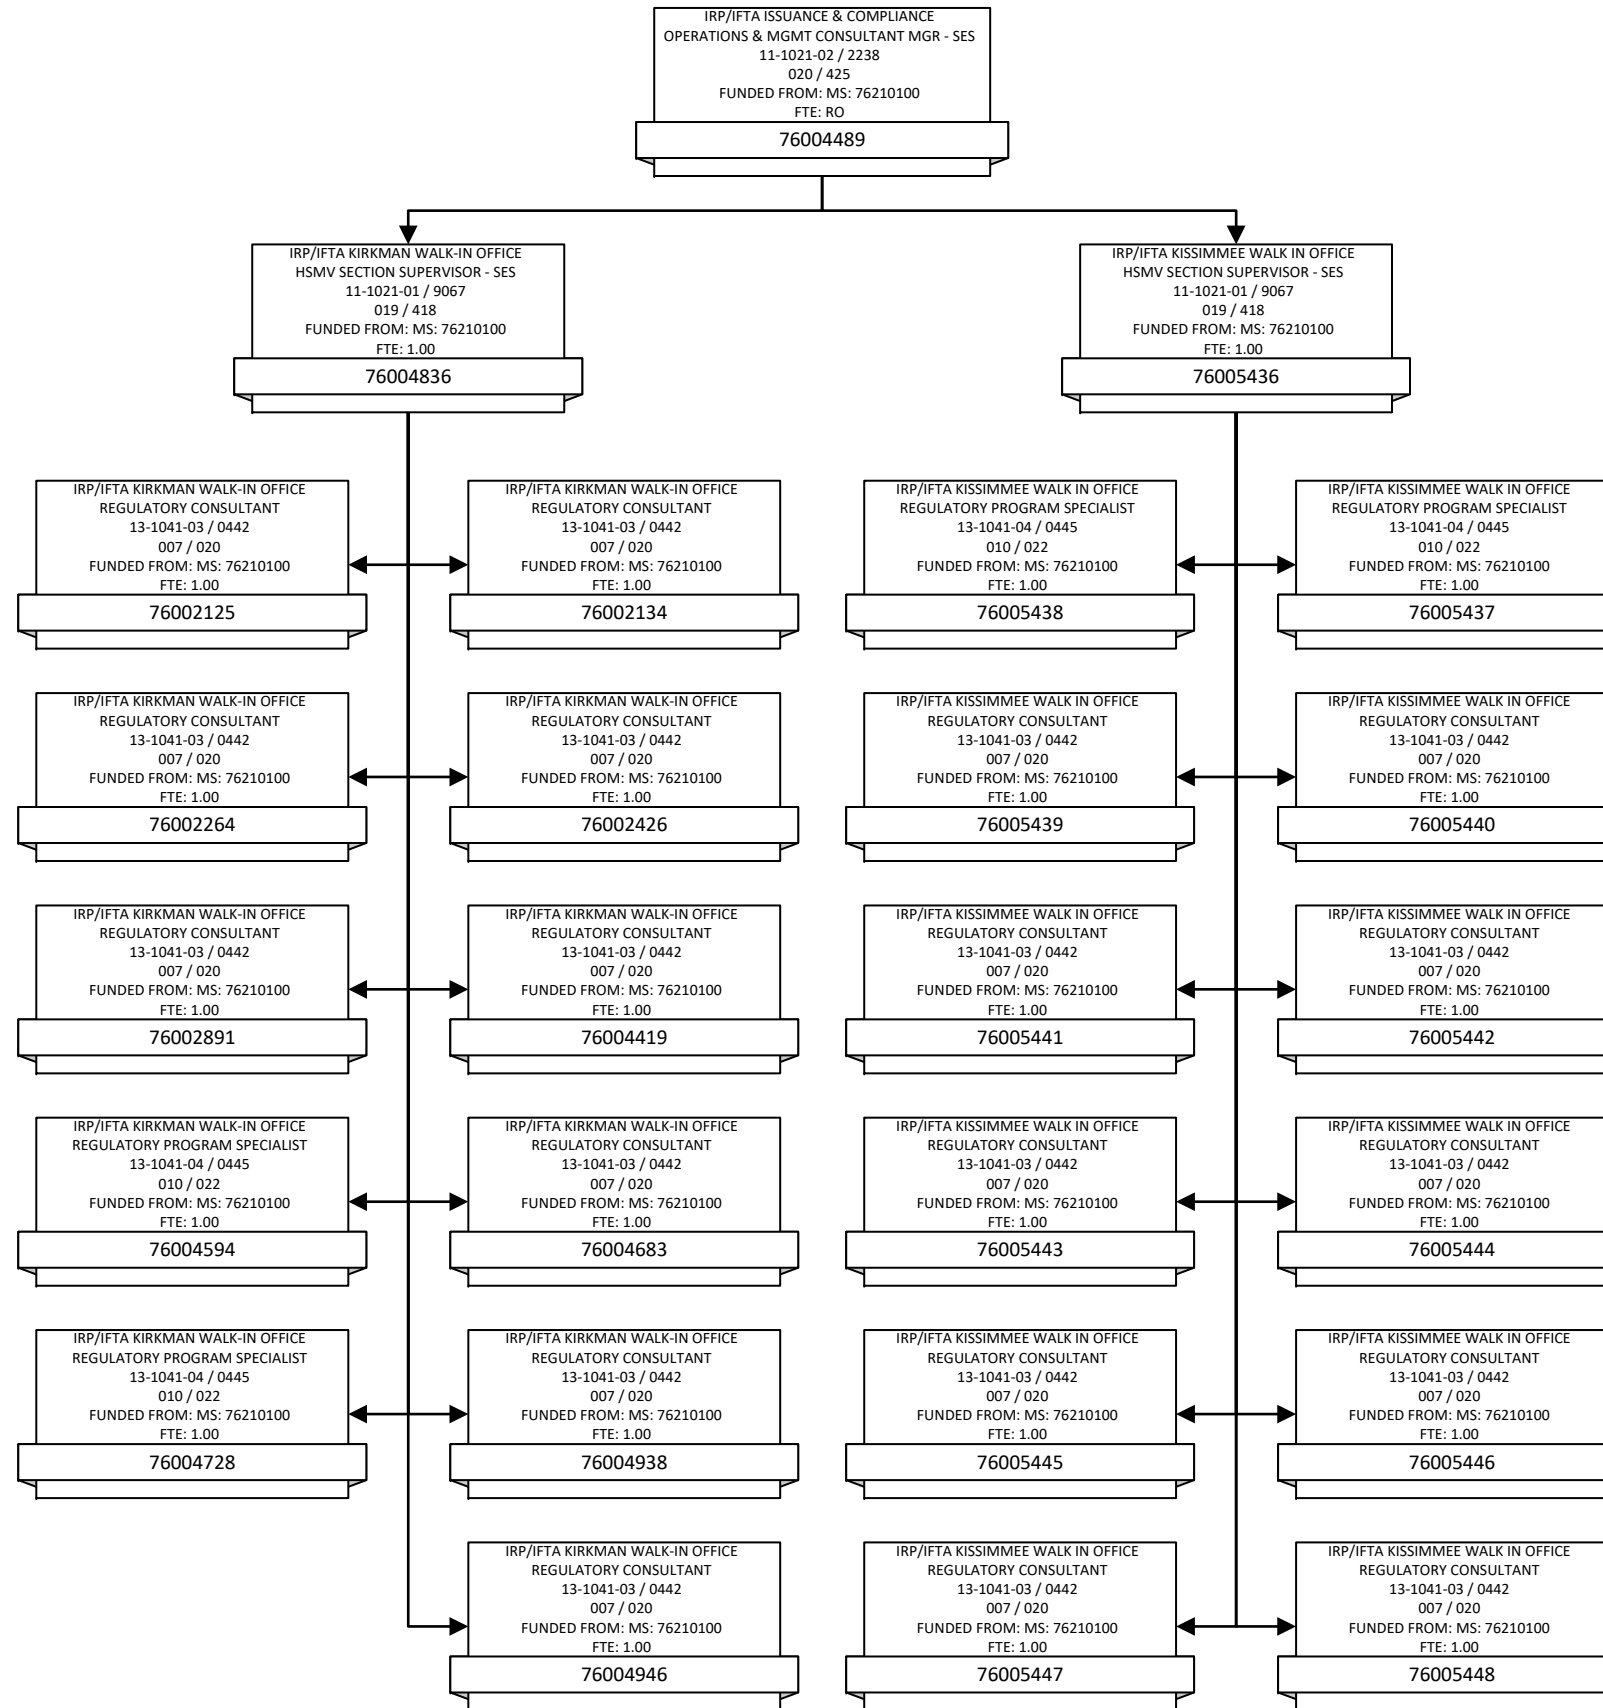 IRP/IFTA ISSUANCE & COMPLIANCE
OPERATIONS & MGMT CONSULTANT MGR - SES
11-1021-02 / 2238
020 / 425
FUNDED FROM: MS: 76210100
FTE: RO
76004489
IRP/IFTA KIRKMAN WALK-IN OFFICE
HSMV SECTION SUPERVISOR - SES
11-1021-01 / 9067
019 / 418
FUNDED FROM: MS: 76210100
FTE: 1.00
76004836
IRP/IFTA KISSIMMEE WALK IN OFFICE
HSMV SECTION SUPERVISOR - SES
11-1021-01 / 9067
019 / 418
FUNDED FROM: MS: 76210100
FTE: 1.00
76005436
IRP/IFTA KIRKMAN WALK-IN OFFICE
REGULATORY CONSULTANT
13-1041-03 / 0442
007 / 020
FUNDED FROM: MS: 76210100
FTE: 1.00
76002125
IRP/IFTA KIRKMAN WALK-IN OFFICE
REGULATORY CONSULTANT
13-1041-03 / 0442
007 / 020
FUNDED FROM: MS: 76210100
FTE: 1.00
76002134
IRP/IFTA KISSIMMEE WALK IN OFFICE
REGULATORY PROGRAM SPECIALIST
13-1041-04 / 0445
010 / 022
FUNDED FROM: MS: 76210100
FTE: 1.00
76005438
IRP/IFTA KISSIMMEE WALK IN OFFICE
REGULATORY PROGRAM SPECIALIST
13-1041-04 / 0445
010 / 022
FUNDED FROM: MS: 76210100
FTE: 1.00
76005437
IRP/IFTA KIRKMAN WALK-IN OFFICE
REGULATORY CONSULTANT
13-1041-03 / 0442
007 / 020
FUNDED FROM: MS: 76210100
FTE: 1.00
76002264
IRP/IFTA KIRKMAN WALK-IN OFFICE
REGULATORY CONSULTANT
13-1041-03 / 0442
007 / 020
FUNDED FROM: MS: 76210100
FTE: 1.00
76002426
IRP/IFTA KISSIMMEE WALK IN OFFICE
REGULATORY CONSULTANT
13-1041-03 / 0442
007 / 020
FUNDED FROM: MS: 76210100
FTE: 1.00
76005439
IRP/IFTA KISSIMMEE WALK IN OFFICE
REGULATORY CONSULTANT
13-1041-03 / 0442
007 / 020
FUNDED FROM: MS: 76210100
FTE: 1.00
76005440
IRP/IFTA KIRKMAN WALK-IN OFFICE
REGULATORY CONSULTANT
13-1041-03 / 0442
007 / 020
FUNDED FROM: MS: 76210100
FTE: 1.00
76002891
IRP/IFTA KIRKMAN WALK-IN OFFICE
REGULATORY CONSULTANT
13-1041-03 / 0442
007 / 020
FUNDED FROM: MS: 76210100
FTE: 1.00
76004419
IRP/IFTA KISSIMMEE WALK IN OFFICE
REGULATORY CONSULTANT
13-1041-03 / 0442
007 / 020
FUNDED FROM: MS: 76210100
FTE: 1.00
76005441
IRP/IFTA KISSIMMEE WALK IN OFFICE
REGULATORY CONSULTANT
13-1041-03 / 0442
007 / 020
FUNDED FROM: MS: 76210100
FTE: 1.00
76005442
IRP/IFTA KIRKMAN WALK-IN OFFICE
REGULATORY PROGRAM SPECIALIST
13-1041-04 / 0445
010 / 022
FUNDED FROM: MS: 76210100
FTE: 1.00
76004594
IRP/IFTA KIRKMAN WALK-IN OFFICE
REGULATORY CONSULTANT
13-1041-03 / 0442
007 / 020
FUNDED FROM: MS: 76210100
FTE: 1.00
76004683
IRP/IFTA KISSIMMEE WALK IN OFFICE
REGULATORY CONSULTANT
13-1041-03 / 0442
007 / 020
FUNDED FROM: MS: 76210100
FTE: 1.00
76005443
IRP/IFTA KISSIMMEE WALK IN OFFICE
REGULATORY CONSULTANT
13-1041-03 / 0442
007 / 020
FUNDED FROM: MS: 76210100
FTE: 1.00
76005444
IRP/IFTA KIRKMAN WALK-IN OFFICE
REGULATORY PROGRAM SPECIALIST
13-1041-04 / 0445
010 / 022
FUNDED FROM: MS: 76210100
FTE: 1.00
76004728
IRP/IFTA KIRKMAN WALK-IN OFFICE
REGULATORY CONSULTANT
13-1041-03 / 0442
007 / 020
FUNDED FROM: MS: 76210100
FTE: 1.00
76004938
IRP/IFTA KISSIMMEE WALK IN OFFICE
REGULATORY CONSULTANT
13-1041-03 / 0442
007 / 020
FUNDED FROM: MS: 76210100
FTE: 1.00
76005445
IRP/IFTA KISSIMMEE WALK IN OFFICE
REGULATORY CONSULTANT
13-1041-03 / 0442
007 / 020
FUNDED FROM: MS: 76210100
FTE: 1.00
76005446
IRP/IFTA KIRKMAN WALK-IN OFFICE
REGULATORY CONSULTANT
13-1041-03 / 0442
007 / 020
FUNDED FROM: MS: 76210100
FTE: 1.00
76004946
IRP/IFTA KISSIMMEE WALK IN OFFICE
REGULATORY CONSULTANT
13-1041-03 / 0442
007 / 020
FUNDED FROM: MS: 76210100
FTE: 1.00
76005447
IRP/IFTA KISSIMMEE WALK IN OFFICE
REGULATORY CONSULTANT
13-1041-03 / 0442
007 / 020
FUNDED FROM: MS: 76210100
FTE: 1.00
76005448